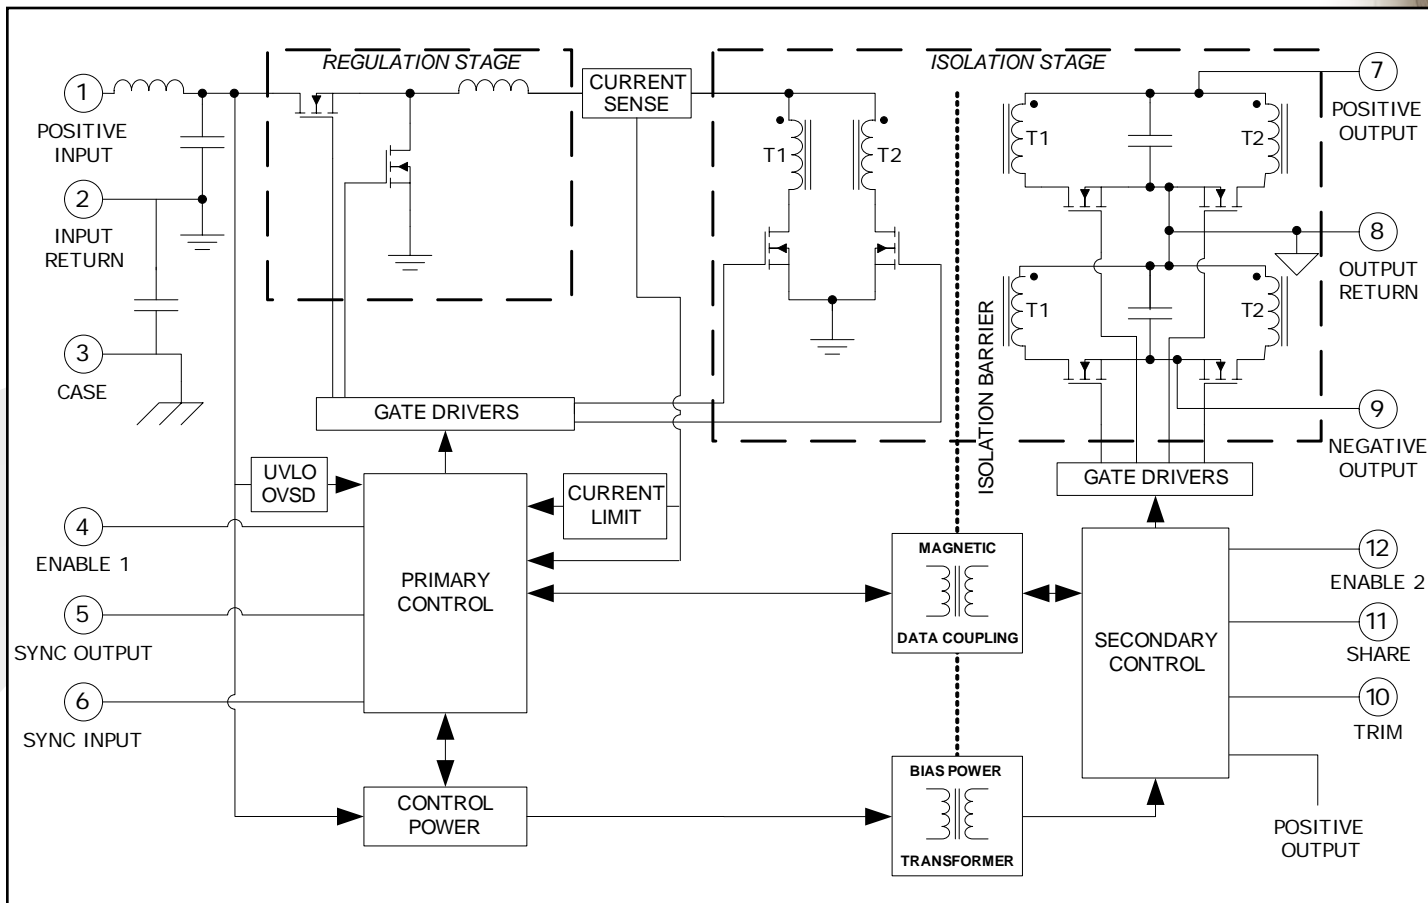 REGULATION STAGE
ISOLATION STAGE
1
POSITIVE
INPUT
CURRENT
SENSE
7
POSITIVE
OUTPUT
T1
T2
T1
T2
2
INPUT
RETURN
8
OUTPUT
RETURN
T1
T2
3
CASE
ISOLATION BARRIER
GATE DRIVERS
9
NEGATIVE
OUTPUT
UVLO
OVSD
CURRENT
LIMIT
GATE DRIVERS
4
ENABLE 1
PRIMARY
CONTROL
MAGNETIC
DATA COUPLING
12
ENABLE 2
5
SYNC OUTPUT
SECONDARY
CONTROL
11
SHARE
6
SYNC INPUT
10
TRIM
CONTROL
POWER
BIAS POWER
TRANSFORMER
POSITIVE
OUTPUT